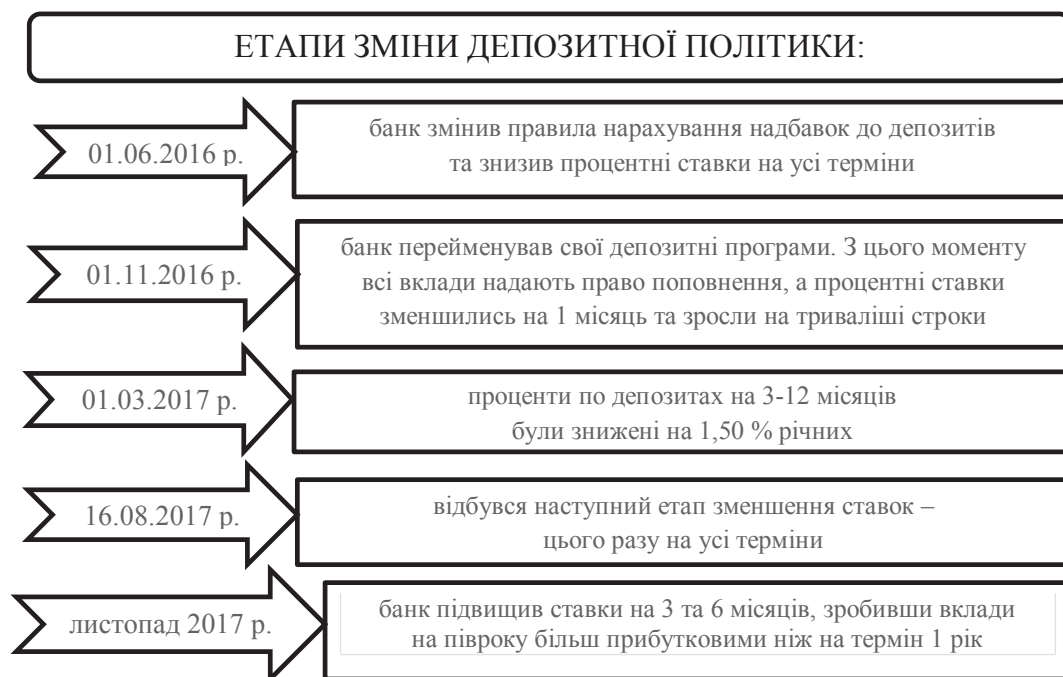 ЕТАПИ ЗМІНИ ДЕПОЗИТНОЇ ПОЛІТИКИ:
01.06.2016 р.
банк змінив правила нарахування надбавок до депозитів
та знизив процентні ставки на усі терміни
01.11.2016 р.
банк перейменував свої депозитні програми. З цього моменту
всі вклади надають право поповнення, а процентні ставки
зменшились на 1 місяць та зросли на триваліші строки
01.03.2017 р.
проценти по депозитах на 3-12 місяців
були знижені на 1,50 % річних
16.08.2017 р.
відбувся наступний етап зменшення ставок –
цього разу на усі терміни
листопад 2017 р.
банк підвищив ставки на 3 та 6 місяців, зробивши вклади
на півроку більш прибутковими ніж на термін 1 рік